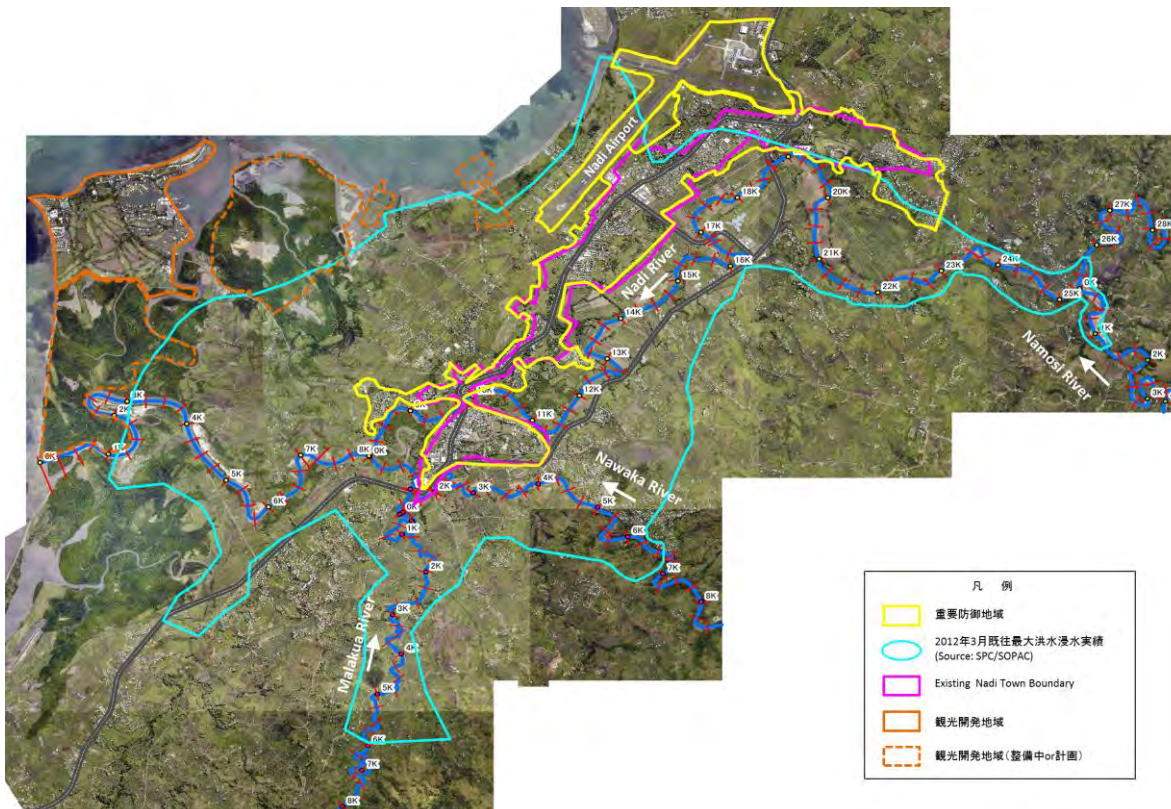 Nadi Airport
18K
20K
17K
27K
28K
26K
21K
16K
24K
23K
Nadi River
15K
0K
22K
25K
1K
14K
Namosi River
2K
13K
3K
12K
2K
11K
4K
7K
8K
0K
Nawaka River
4K
5K
2K
3K
6K
0K
5K
1K
6K
2K
7K
8K
3K
Malakua River
4K
5K
6K
7K
8K
凡 例
重要防御地域
2012年3月既往最大洪水浸水実績
(Source: SPC/SOPAC)
Existing Nadi Town Boundary
観光開発地域
観光開発地域(整備中or計画)